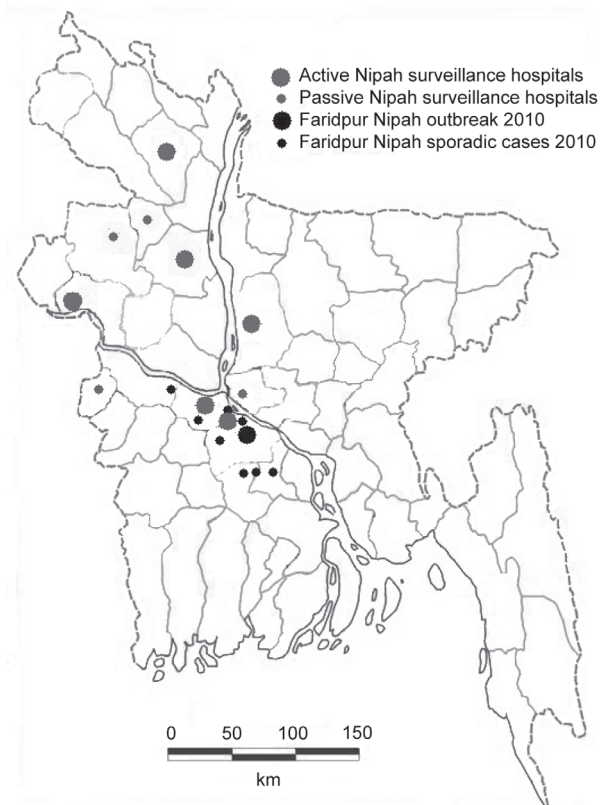 Active Nipah surveillance hospitals
Passive Nipah surveillance hospitals
Faridpur Nipah outbreak 2010
Faridpur Nipah sporadic cases 2010
0 50 100 150
km